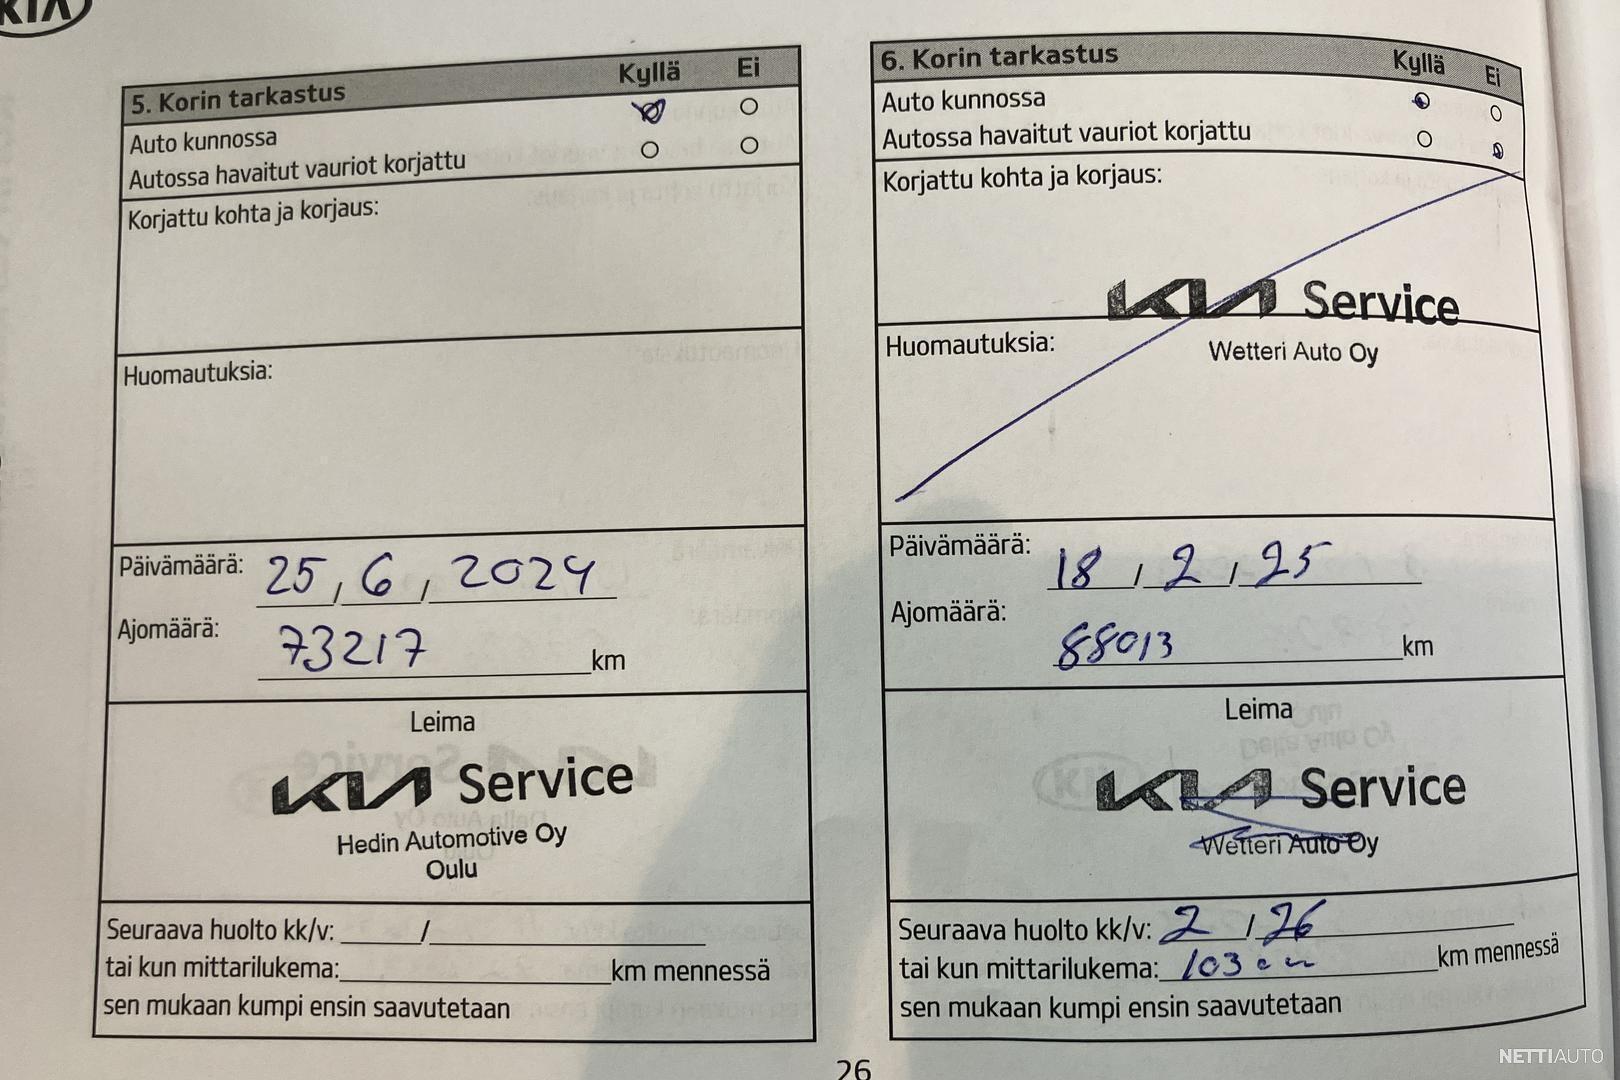 KIA
5. Korin tarkastus Kyllä Ei
Auto kunnossa
Autossa havaitut vauriot korjattu
Korjattu kohta ja korjaus:
Huomautuksia:
Päivämäärä: 25 / 6 / 2024
Ajomäärä: 73217 km
Leima
KIA Service
Hedin Automotive Oy
Oulu
Seuraava huolto kk/v: /
tai kun mittarilukema: km mennessä
sen mukaan kumpi ensin saavutetaan
6. Korin tarkastus Kyllä Ei
Auto kunnossa
Autossa havaitut vauriot korjattu
Korjattu kohta ja korjaus:
KIA Service
Huomautuksia:
Wetteri Auto Oy
Päivämäärä: 18 / 2 / 25
Ajomäärä: 88013 km
Leima
KIA Service
Wetteri Auto Oy
Seuraava huolto kk/v: 2 / 26
tai kun mittarilukema: 103 km mennessä
sen mukaan kumpi ensin saavutetaan
26
NETTIAUTO